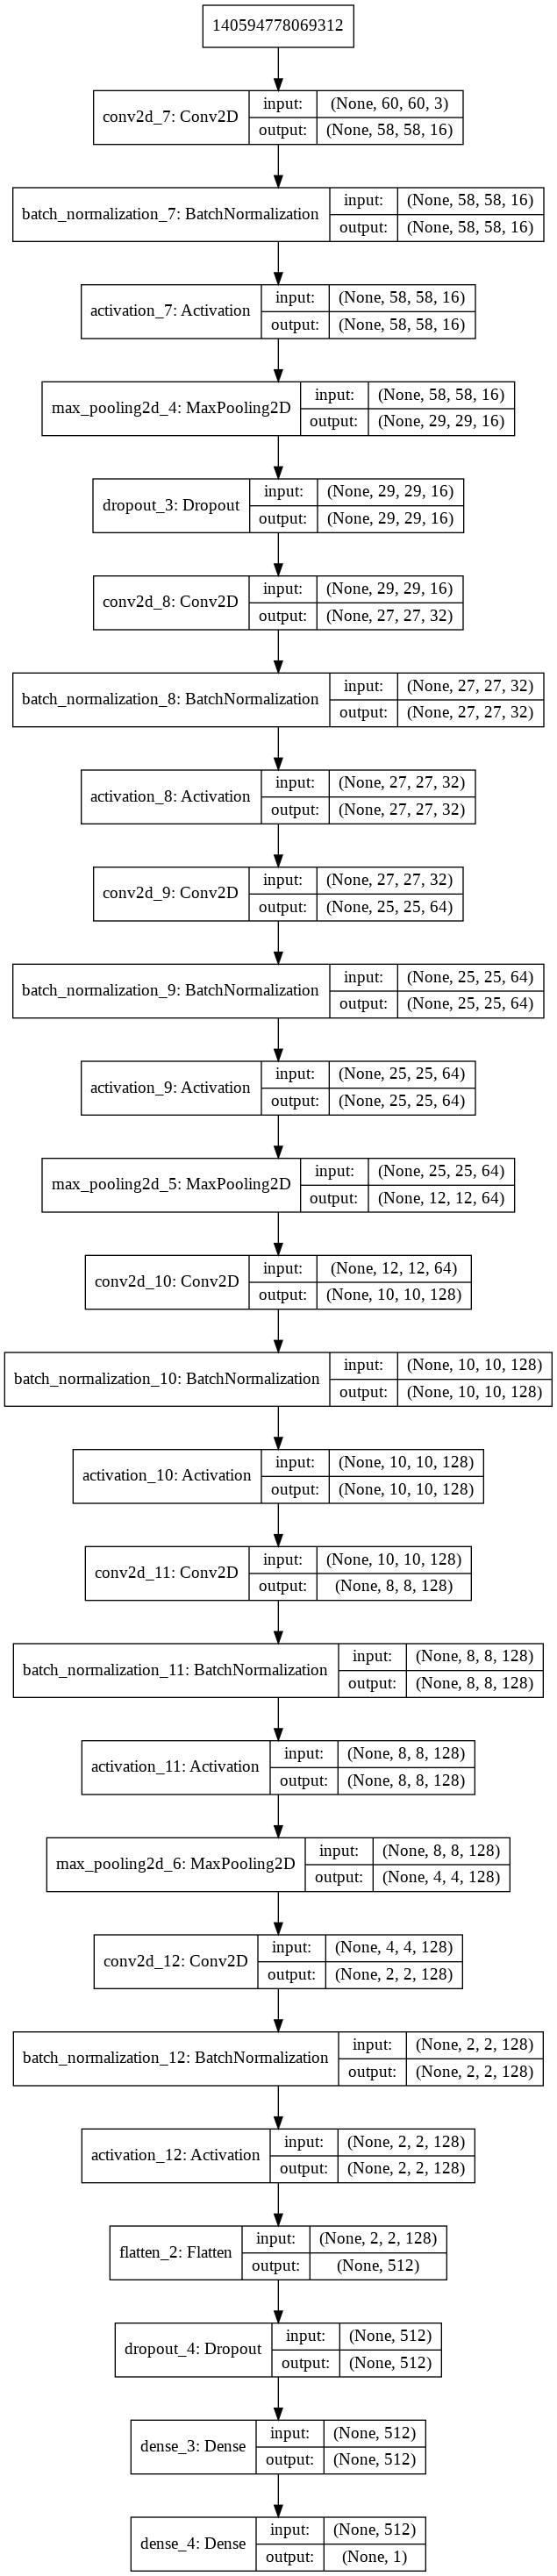 140594778069312
conv2d_7: Conv2D
input: (None, 60, 60, 3)
output: (None, 58, 58, 16)
batch_normalization_7: BatchNormalization
input: (None, 58, 58, 16)
output: (None, 58, 58, 16)
activation_7: Activation
input: (None, 58, 58, 16)
output: (None, 58, 58, 16)
max_pooling2d_4: MaxPooling2D
input: (None, 58, 58, 16)
output: (None, 29, 29, 16)
dropout_3: Dropout
input: (None, 29, 29, 16)
output: (None, 29, 29, 16)
conv2d_8: Conv2D
input: (None, 29, 29, 16)
output: (None, 27, 27, 32)
batch_normalization_8: BatchNormalization
input: (None, 27, 27, 32)
output: (None, 27, 27, 32)
activation_8: Activation
input: (None, 27, 27, 32)
output: (None, 27, 27, 32)
conv2d_9: Conv2D
input: (None, 27, 27, 32)
output: (None, 25, 25, 64)
batch_normalization_9: BatchNormalization
input: (None, 25, 25, 64)
output: (None, 25, 25, 64)
activation_9: Activation
input: (None, 25, 25, 64)
output: (None, 25, 25, 64)
max_pooling2d_5: MaxPooling2D
input: (None, 25, 25, 64)
output: (None, 12, 12, 64)
conv2d_10: Conv2D
input: (None, 12, 12, 64)
output: (None, 10, 10, 128)
batch_normalization_10: BatchNormalization
input: (None, 10, 10, 128)
output: (None, 10, 10, 128)
activation_10: Activation
input: (None, 10, 10, 128)
output: (None, 10, 10, 128)
conv2d_11: Conv2D
input: (None, 10, 10, 128)
output: (None, 8, 8, 128)
batch_normalization_11: BatchNormalization
input: (None, 8, 8, 128)
output: (None, 8, 8, 128)
activation_11: Activation
input: (None, 8, 8, 128)
output: (None, 8, 8, 128)
max_pooling2d_6: MaxPooling2D
input: (None, 8, 8, 128)
output: (None, 4, 4, 128)
conv2d_12: Conv2D
input: (None, 4, 4, 128)
output: (None, 2, 2, 128)
batch_normalization_12: BatchNormalization
input: (None, 2, 2, 128)
output: (None, 2, 2, 128)
activation_12: Activation
input: (None, 2, 2, 128)
output: (None, 2, 2, 128)
flatten_2: Flatten
input: (None, 2, 2, 128)
output: (None, 512)
dropout_4: Dropout
input: (None, 512)
output: (None, 512)
dense_3: Dense
input: (None, 512)
output: (None, 512)
dense_4: Dense
input: (None, 512)
output: (None, 1)